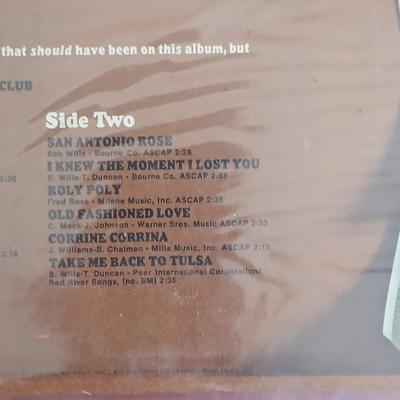 that should have been on this album, but
CLUB
Side Two
SAN ANTONIO ROSE
Bob Wills - Bourne Co. ASCAP 2:26
I KNEW THE MOMENT I LOST YOU
2:30
B. Wills-T. Duncan - Bourne Co. ASCAP 2:58
ROLY POLY
Fred Rose - Milene Music, Inc. ASCAP 2:35
OLD FASHIONED LOVE
C. Mack-J. Johnson - Warner Bros. Music ASCAP 2:33
CORRINE CORRINA
3:18
J. Williams-B. Chatman - Mills Music, Inc. ASCAP 2:15
TAKE ME BACK TO TULSA
B. Wills-T. Duncan - Peer International Corporation/
Red River Songs, Inc. BMI 2:36